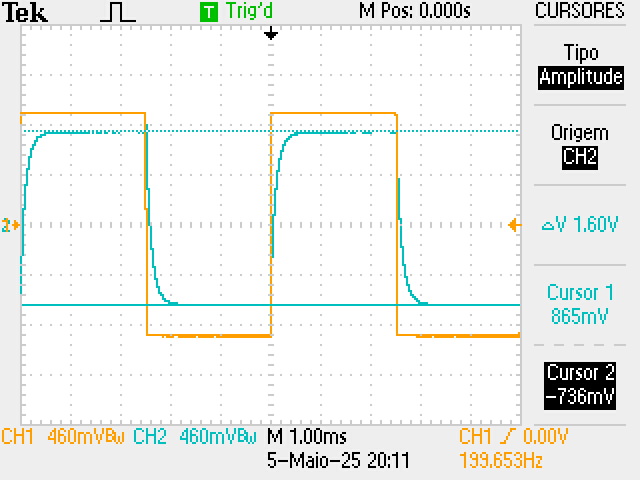 Tek T Trig'd M Pos: 0.000s CURSORES
Tipo
Amplitude
Origem
CH2
2
△V 1.60V
Cursor 1
865mV
Cursor 2
-736mV
CH1 460mVBw CH2 460mVBw M 1.00ms CH1 / 0.00V
5-Maio-25 20:11 199.653Hz